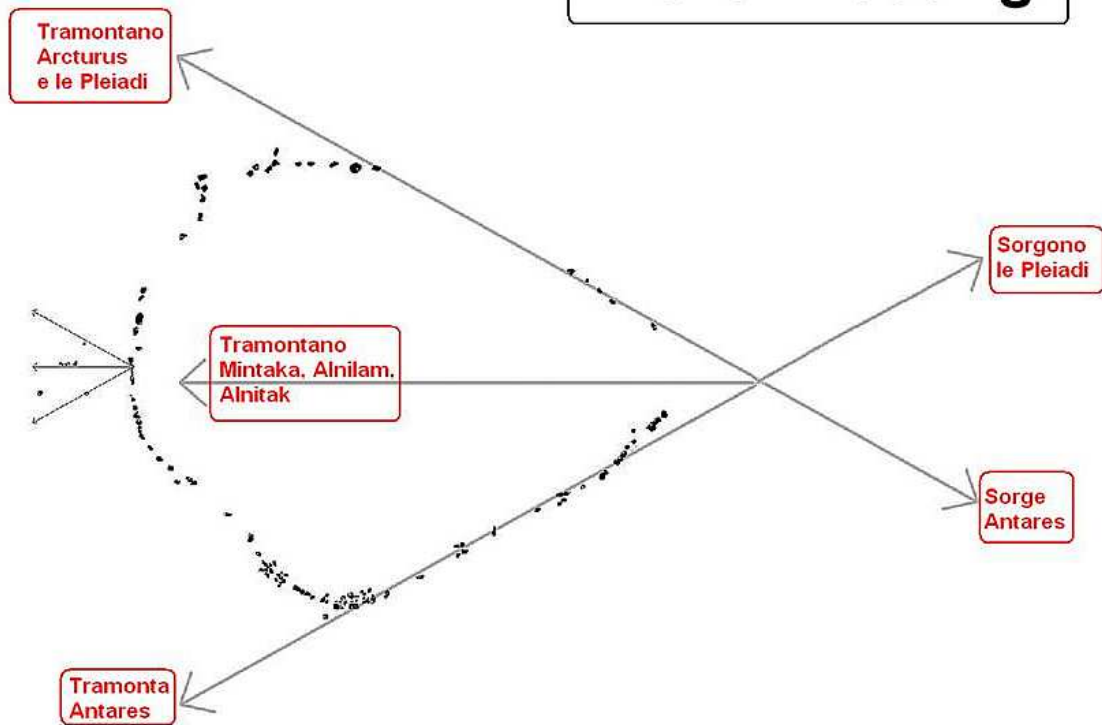 Tramontano
Arcturus
e le Pleiadi
Sorgono
le Pleiadi
Tramontano
Mintaka, Alnilam,
Alnitak
Sorge
Antares
Tramonta
Antares